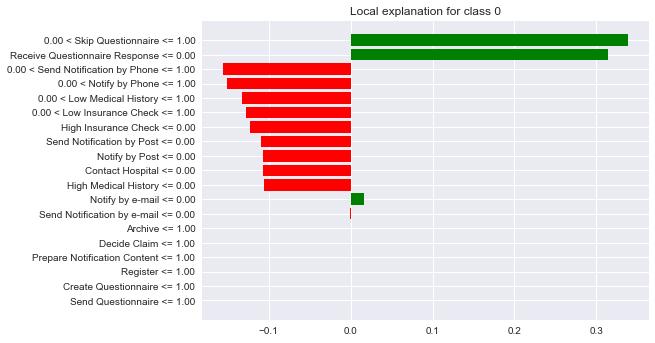 Local explanation for class 0
0.00 < Skip Questionnaire <= 1.00
Receive Questionnaire Response <= 0.00
0.00 < Send Notification by Phone <= 1.00
0.00 < Notify by Phone <= 1.00
0.00 < Low Medical History <= 1.00
0.00 < Low Insurance Check <= 1.00
High Insurance Check <= 0.00
Send Notification by Post <= 0.00
Notify by Post <= 0.00
Contact Hospital <= 0.00
High Medical History <= 0.00
Notify by e-mail <= 0.00
Send Notification by e-mail <= 0.00
Archive <= 1.00
Decide Claim <= 1.00
Prepare Notification Content <= 1.00
Register <= 1.00
Create Questionnaire <= 1.00
Send Questionnaire <= 1.00
−0.1 0.0 0.1 0.2 0.3